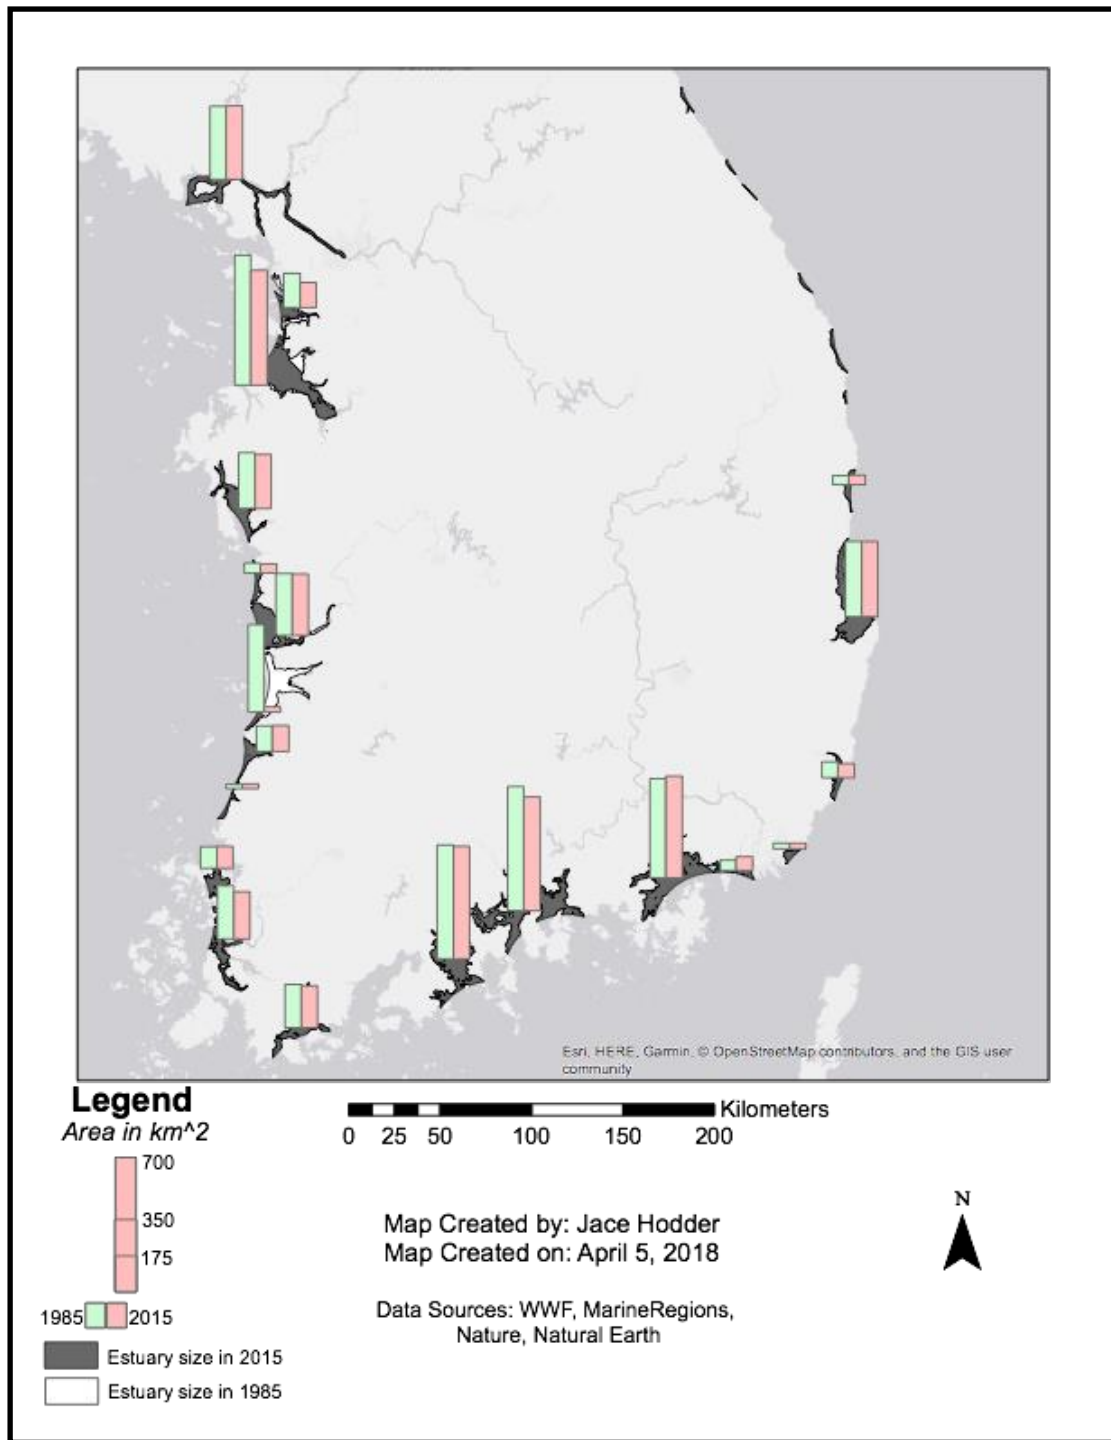 Esri, HERE, Garmin, © OpenStreetMap contributors, and the GIS user
community
Legend
Area in km^2
700
350
175
1985 2015
Estuary size in 2015
Estuary size in 1985
Kilometers
0 25 50 100 150 200
Map Created by: Jace Hodder
Map Created on: April 5, 2018
Data Sources: WWF, MarineRegions,
Nature, Natural Earth
N